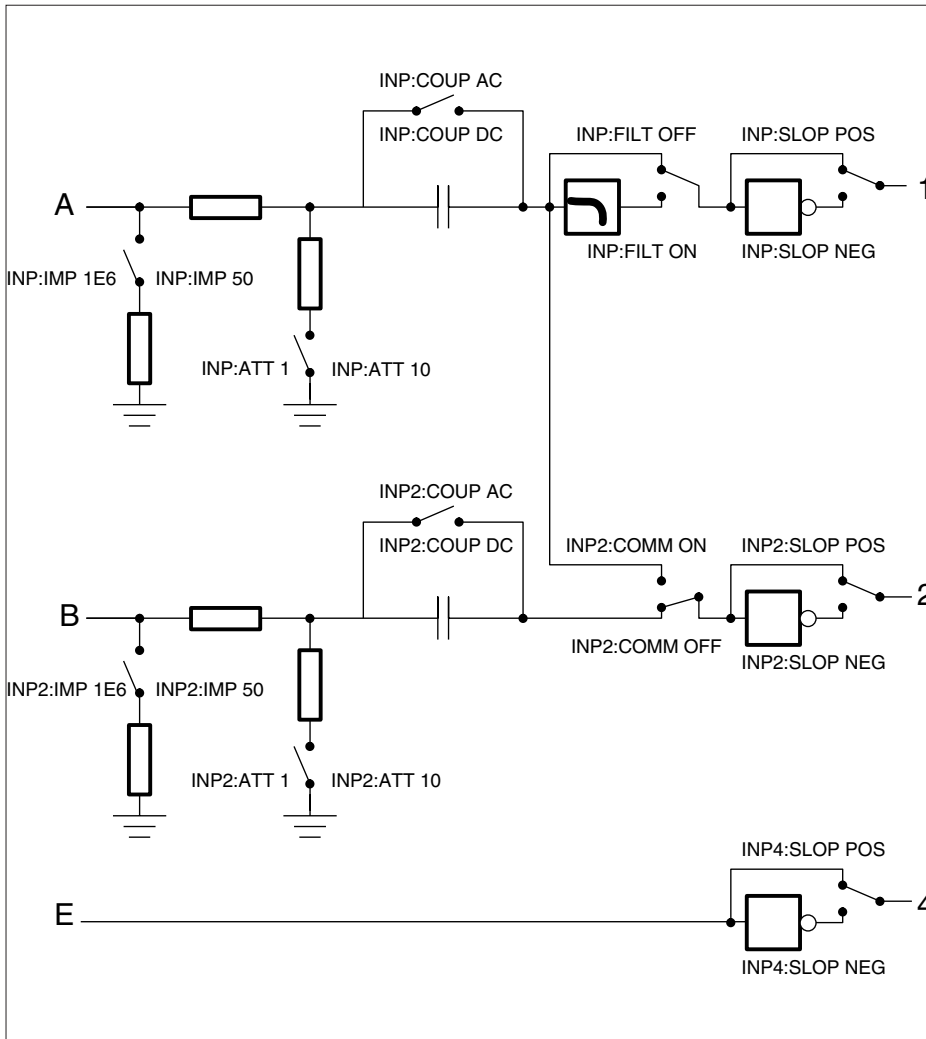 INP:COUP AC
INP:COUP DC
INP:FILT OFF
INP:SLOP POS
A
1
INP:FILT ON
INP:SLOP NEG
INP:IMP 1E6
INP:IMP 50
INP:ATT 1
INP:ATT 10
INP2:COUP AC
INP2:COUP DC
INP2:COMM ON
INP2:SLOP POS
B
2
INP2:COMM OFF
INP2:SLOP NEG
INP2:IMP 1E6
INP2:IMP 50
INP2:ATT 1
INP2:ATT 10
INP4:SLOP POS
E
4
INP4:SLOP NEG